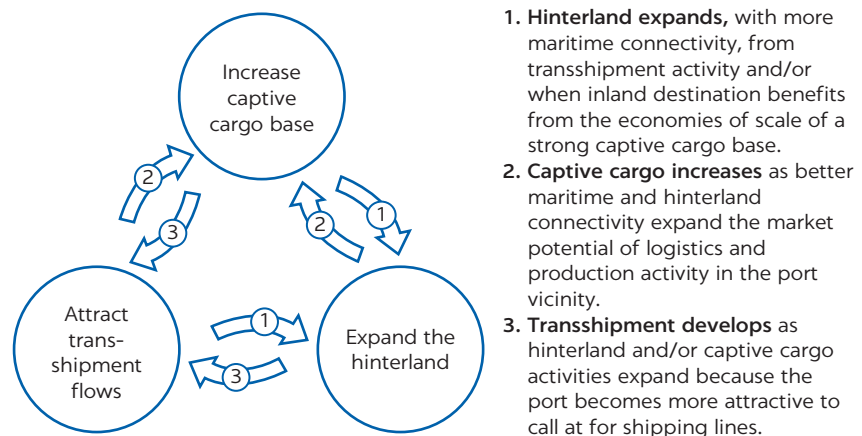 Increase
captive
cargo base
2
3
2
1
Attract
trans-
shipment
flows
1
3
Expand the
hinterland
1. Hinterland expands, with more
maritime connectivity, from
transshipment activity and/or
when inland destination benefits
from the economies of scale of a
strong captive cargo base.
2. Captive cargo increases as better
maritime and hinterland
connectivity expand the market
potential of logistics and
production activity in the port
vicinity.
3. Transshipment develops as
hinterland and/or captive cargo
activities expand because the
port becomes more attractive to
call at for shipping lines.